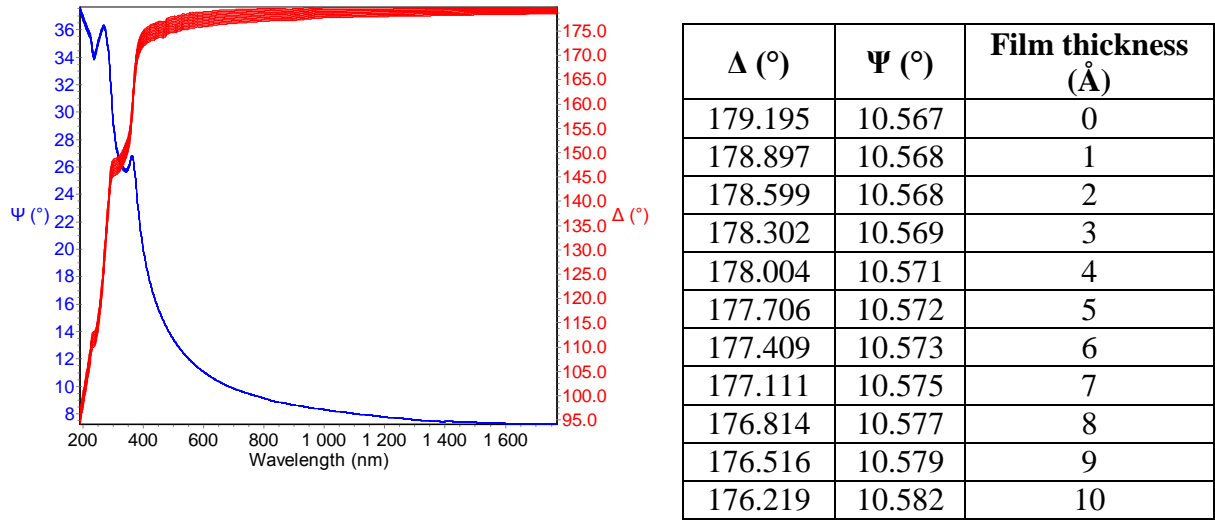 36
34
32
30
28
26
24
22
20
18
16
14
12
10
8
Ψ (°)
175.0
170.0
165.0
160.0
155.0
150.0
145.0
140.0
135.0
130.0
125.0
120.0
115.0
110.0
105.0
100.0
95.0
Δ (°)
200 400 600 800 1 000 1 200 1 400 1 600
Wavelength (nm)
Δ (°) Ψ (°) Film thickness (Å)
179.195 10.567 0
178.897 10.568 1
178.599 10.568 2
178.302 10.569 3
178.004 10.571 4
177.706 10.572 5
177.409 10.573 6
177.111 10.575 7
176.814 10.577 8
176.516 10.579 9
176.219 10.582 10